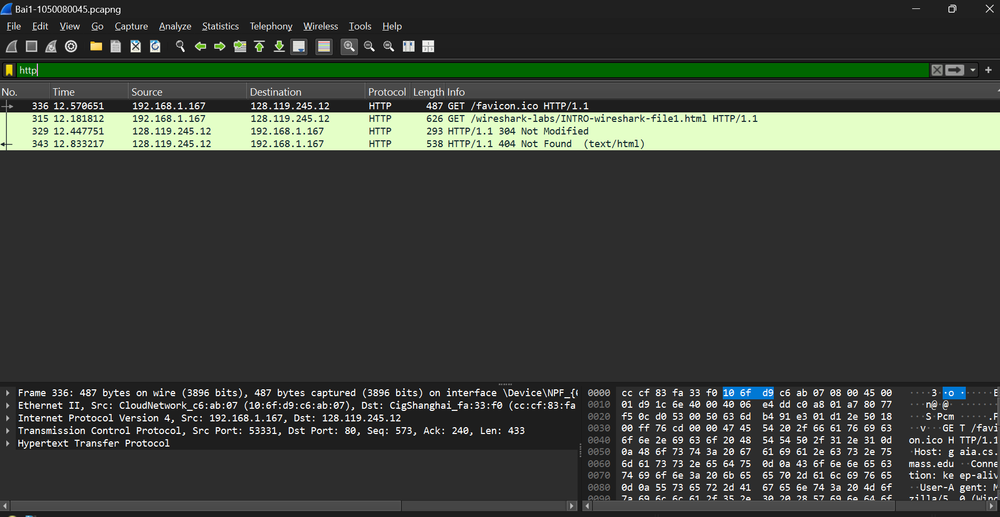 Bai1-1050080045.pcapng
File Edit View Go Capture Analyze Statistics Telephony Wireless Tools Help
http
No. Time Source Destination Protocol Length Info
336 12.570651 192.168.1.167 128.119.245.12 HTTP 487 GET /favicon.ico HTTP/1.1
315 12.181812 192.168.1.167 128.119.245.12 HTTP 626 GET /wireshark-labs/INTRO-wireshark-file1.html HTTP/1.1
329 12.447751 128.119.245.12 192.168.1.167 HTTP 293 HTTP/1.1 304 Not Modified
343 12.833217 128.119.245.12 192.168.1.167 HTTP 538 HTTP/1.1 404 Not Found (text/html)
Frame 336: 487 bytes on wire (3896 bits), 487 bytes captured (3896 bits) on interface \Device\NPF_{
Ethernet II, Src: CloudNetwork_c6:ab:07 (10:6f:d9:c6:ab:07), Dst: CigShanghai_fa:33:f0 (cc:cf:83:fa
Internet Protocol Version 4, Src: 192.168.1.167, Dst: 128.119.245.12
Transmission Control Protocol, Src Port: 53331, Dst Port: 80, Seq: 573, Ack: 240, Len: 433
Hypertext Transfer Protocol
0000 cc cf 83 fa 33 f0 10 6f d9 c6 ab 07 08 00 45 00 ····3··o ······E
0010 01 d9 1c 6e 40 00 40 06 e4 dd c0 a8 01 a7 80 77 ···n@·@· ·······
0020 f5 0c d0 53 00 50 63 6d b4 91 e3 01 d1 2e 50 18 ···S·Pcm ·····.P
0030 00 ff 76 cd 00 00 47 45 54 20 2f 66 61 76 69 63 ··v···GE T /favi
0040 6f 6e 2e 69 63 6f 20 48 54 54 50 2f 31 2e 31 0d on.ico H TTP/1.1
0050 0a 48 6f 73 74 3a 20 67 61 69 61 2e 63 73 2e 75 ·Host: g aia.cs.
0060 6d 61 73 73 2e 65 64 75 0d 0a 43 6f 6e 6e 65 63 mass.edu ··Conne
0070 74 69 6f 6e 3a 20 6b 65 65 70 2d 61 6c 69 76 65 tion: ke ep-aliv
0080 0d 0a 55 73 65 72 2d 41 67 65 6e 74 3a 20 4d 6f ··User-A gent: M
0090 7a 69 6c 6c 61 2f 35 2e 30 20 28 57 69 6e 64 6f zilla/5. 0 (Wind